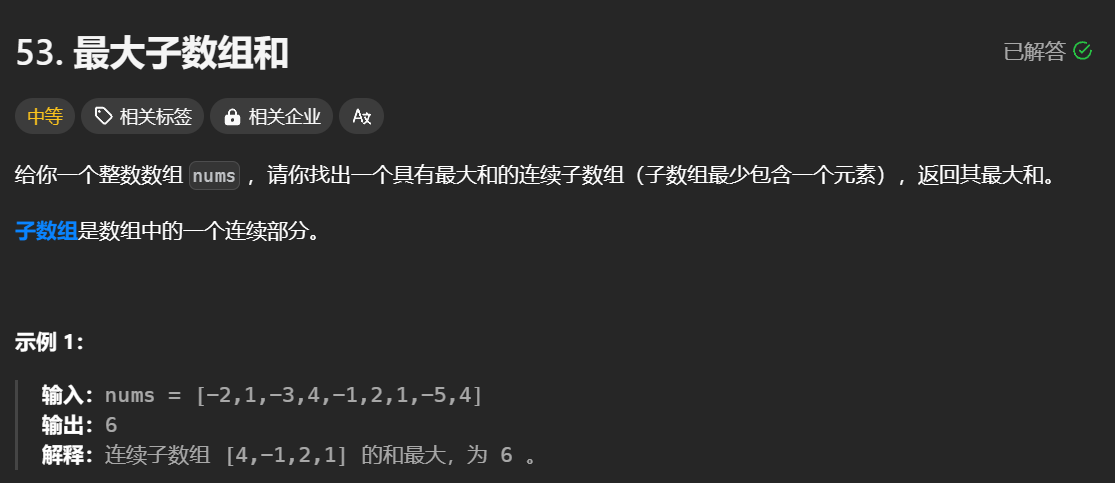 53. 最大子数组和
已解答
中等 相关标签 相关企业 Aあ
给你一个整数数组 nums ，请你找出一个具有最大和的连续子数组（子数组最少包含一个元素），返回其最大和。
子数组是数组中的一个连续部分。
示例 1：
输入：nums = [-2,1,-3,4,-1,2,1,-5,4]
输出：6
解释：连续子数组 [4,-1,2,1] 的和最大，为 6 。